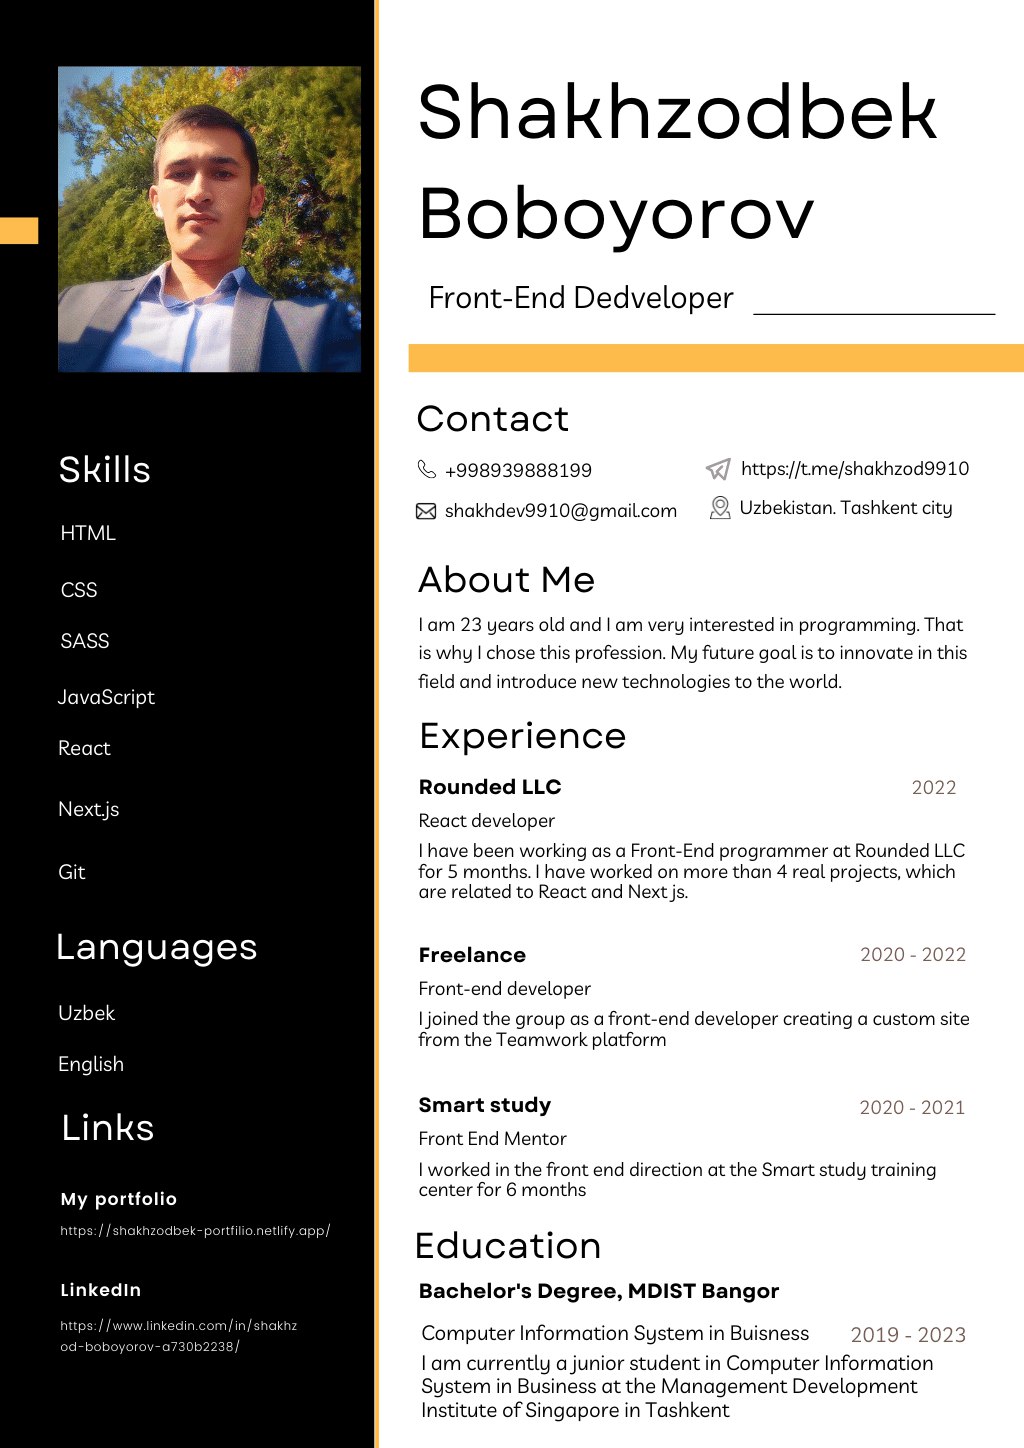 Shakhzodbek
Boboyorov
Front-End Dedveloper
Skills
HTML
CSS
SASS
JavaScript
React
Next.js
Git
Languages
Uzbek
English
Links
My portfolio
https://shakhzodbek-portfilio.netlify.app/
LinkedIn
https://www.linkedin.com/in/shakhz
od-boboyorov-a730b2238/
Contact
+998939888199
https://t.me/shakhzod9910
shakhdev9910@gmail.com
Uzbekistan. Tashkent city
About Me
I am 23 years old and I am very interested in programming. That
is why I chose this profession. My future goal is to innovate in this
field and introduce new technologies to the world.
Experience
Rounded LLC 2022
React developer
I have been working as a Front-End programmer at Rounded LLC
for 5 months. I have worked on more than 4 real projects, which
are related to React and Next js.
Freelance 2020 - 2022
Front-end developer
I joined the group as a front-end developer creating a custom site
from the Teamwork platform
Smart study 2020 - 2021
Front End Mentor
I worked in the front end direction at the Smart study training
center for 6 months
Education
Bachelor's Degree, MDIST Bangor
Computer Information System in Buisness 2019 - 2023
I am currently a junior student in Computer Information
System in Business at the Management Development
Institute of Singapore in Tashkent